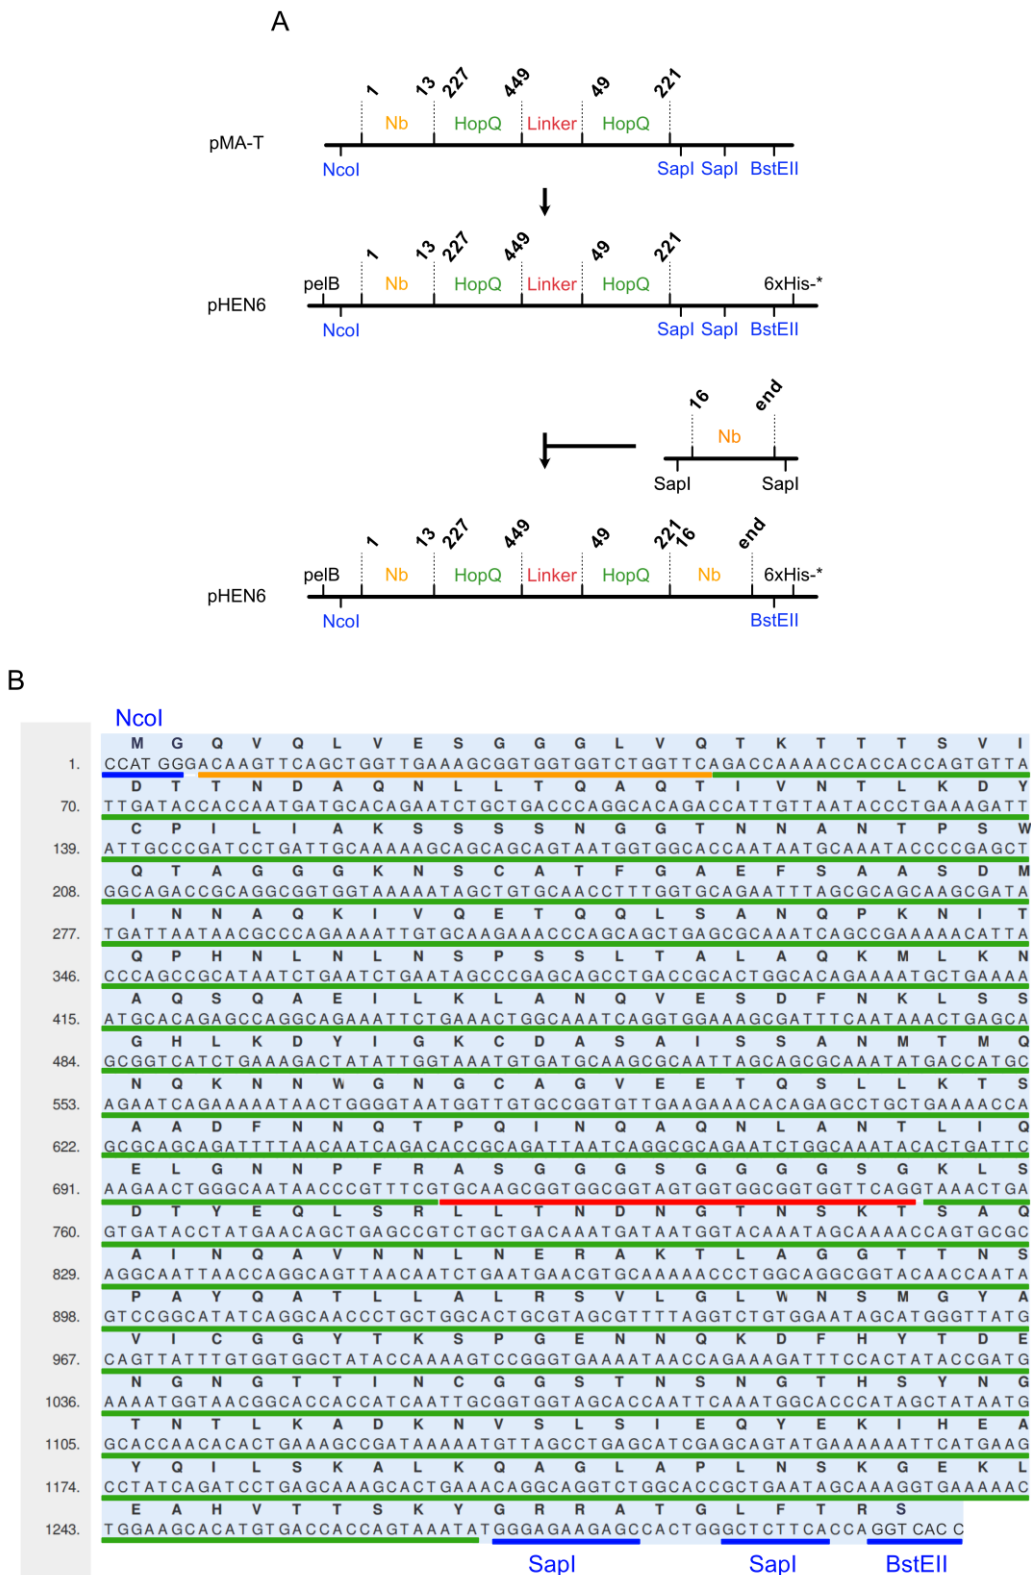 A
1 13 227 449 49 221
Nb HopQ Linker HopQ
pMA-T
NcoI SapI SapI BstEII
1 13 227 449 49 221
pelB Nb HopQ Linker HopQ 6xHis-*
pHEN6
NcoI SapI SapI BstEII
16 end
Nb
SapI SapI
1 13 227 449 49 221 16 end
pelB Nb HopQ Linker HopQ Nb 6xHis-*
pHEN6
NcoI BstEII
B
NcoI
M G Q V Q L V E S G G G L V Q T K T T T S V I
1. CCATGGGACAAGTTCAGCTGGTTGAAAGCGGTGGTGGTCTGGTTCAGACCAAAACCACCACCAGTGTTA
D T T N D A Q N L L T Q A Q T I V N T L K D Y
70. TTGATACCACCAATGATGCACAGAATCTGCTGACCCAGGCACAGACCATTGTTAATACCCTGAAAGATT
C P I L I A K S S S S N G G T N N A N T P S W
139. ATTGCCCGATCCTGATTGCAAAAAGCAGCAGCAGTAATGGTGGCACCAATAATGCAAATACCCCGAGCT
Q T A G G G K N S C A T F G A E F S A A S D M
208. GGCAGACCGCAGGCGGTGGTAAAAATAGCTGTGCAACCTTTGGTGCAGAATTTAGCGCAGCAAGCGATA
I N N A Q K I V Q E T Q Q L S A N Q P K N I T
277. TGATTAATAACGCCCAGAAAATTGTGCAAGAAACCCAGCAGCTGAGCGCAAATCAGCCGAAAAACATTA
Q P H N L N L N S P S S L T A L A Q K M L K N
346. CCCAGCCGCATAATCTGAATCTGAATAGCCCGAGCAGCCTGACCGCACTGGCACAGAAAATGCTGAAAA
A Q S Q A E I L K L A N Q V E S D F N K L S S
415. ATGCACAGAGCCAGGCAGAAATTCTGAAACTGGCAAATCAGGTGGAAAGCGATTTCAATAAACTGAGCA
G H L K D Y I G K C D A S A I S S A N M T M Q
484. GCGGTCATCTGAAAGACTATATTGGTAAATGTGATGCAAGCGCAATTAGCAGCGCAAATATGACCATGC
N Q K N N W G N G C A G V E E T Q S L L K T S
553. AGAATCAGAAAAATAACTGGGGTAATGGTTGTGCCGGTGTTGAAGAAACACAGAGCCTGCTGAAAACCA
A A D F N N Q T P Q I N Q A Q N L A N T L I Q
622. GCGCAGCAGATTTTAACAATCAGACACCGCAGATTAATCAGGCGCAGAATCTGGCAAATACACTGATTC
E L G N N P F R A S G G G S G G G G S G K L S
691. AAGAACTGGGCAATAACCCGTTTCGTGCAAGCGGTGGCGGTAGTGGTGGCGGTGGTTCAGGTAAACTGA
D T Y E Q L S R L L T N D N G T N S K T S A Q
760. GTGATACCTATGAACAGCTGAGCCGTCTGCTGACAAATGATAATGGTACAAATAGCAAAACCAGTGCGC
A I N Q A V N N L N E R A K T L A G G T T N S
829. AGGCAATTAACCAGGCAGTTAACAATCTGAATGAACGTGCAAAAACCCTGGCAGGCGGTACAACCAATA
P A Y Q A T L L A L R S V L G L W N S M G Y A
898. GTCCGGCATATCAGGCAACCCTGCTGGCACTGCGTAGCGTTTTAGGTCTGTGGAATAGCATGGGTTATG
V I C G G Y T K S P G E N N Q K D F H Y T D E
967. CAGTTATTTGTGGTGGCTATACCAAAAGTCCGGGTGAAAATAACCAGAAAGATTTCCACTATACCGATG
N G N G T T I N C G G S T N S N G T H S Y N G
1036. AAAATGGTAACGGCACCACCATCAATTGCGGTGGTAGCACCAATTCAAATGGCACCCATAGCTATAATG
T N T L K A D K N V S L S I E Q Y E K I H E A
1105. GCACCAACACACTGAAAGCCGATAAAAATGTTAGCCTGAGCATCGAGCAGTATGAAAAAATTCATGAAG
Y Q I L S K A L K Q A G L A P L N S K G E K L
1174. CCTATCAGATCCTGAGCAAAGCACTGAAACAGGCAGGTCTGGCACCGCTGAATAGCAAAGGTGAAAAAC
E A H V T T S K Y G R R A T G L F T R S
1243. TGGAAGCACATGTGACCACCAGTAAATATGGGAGAAGAGCCACTGGGCTCTTCACCAGGTCACC
SapI SapI BstEII